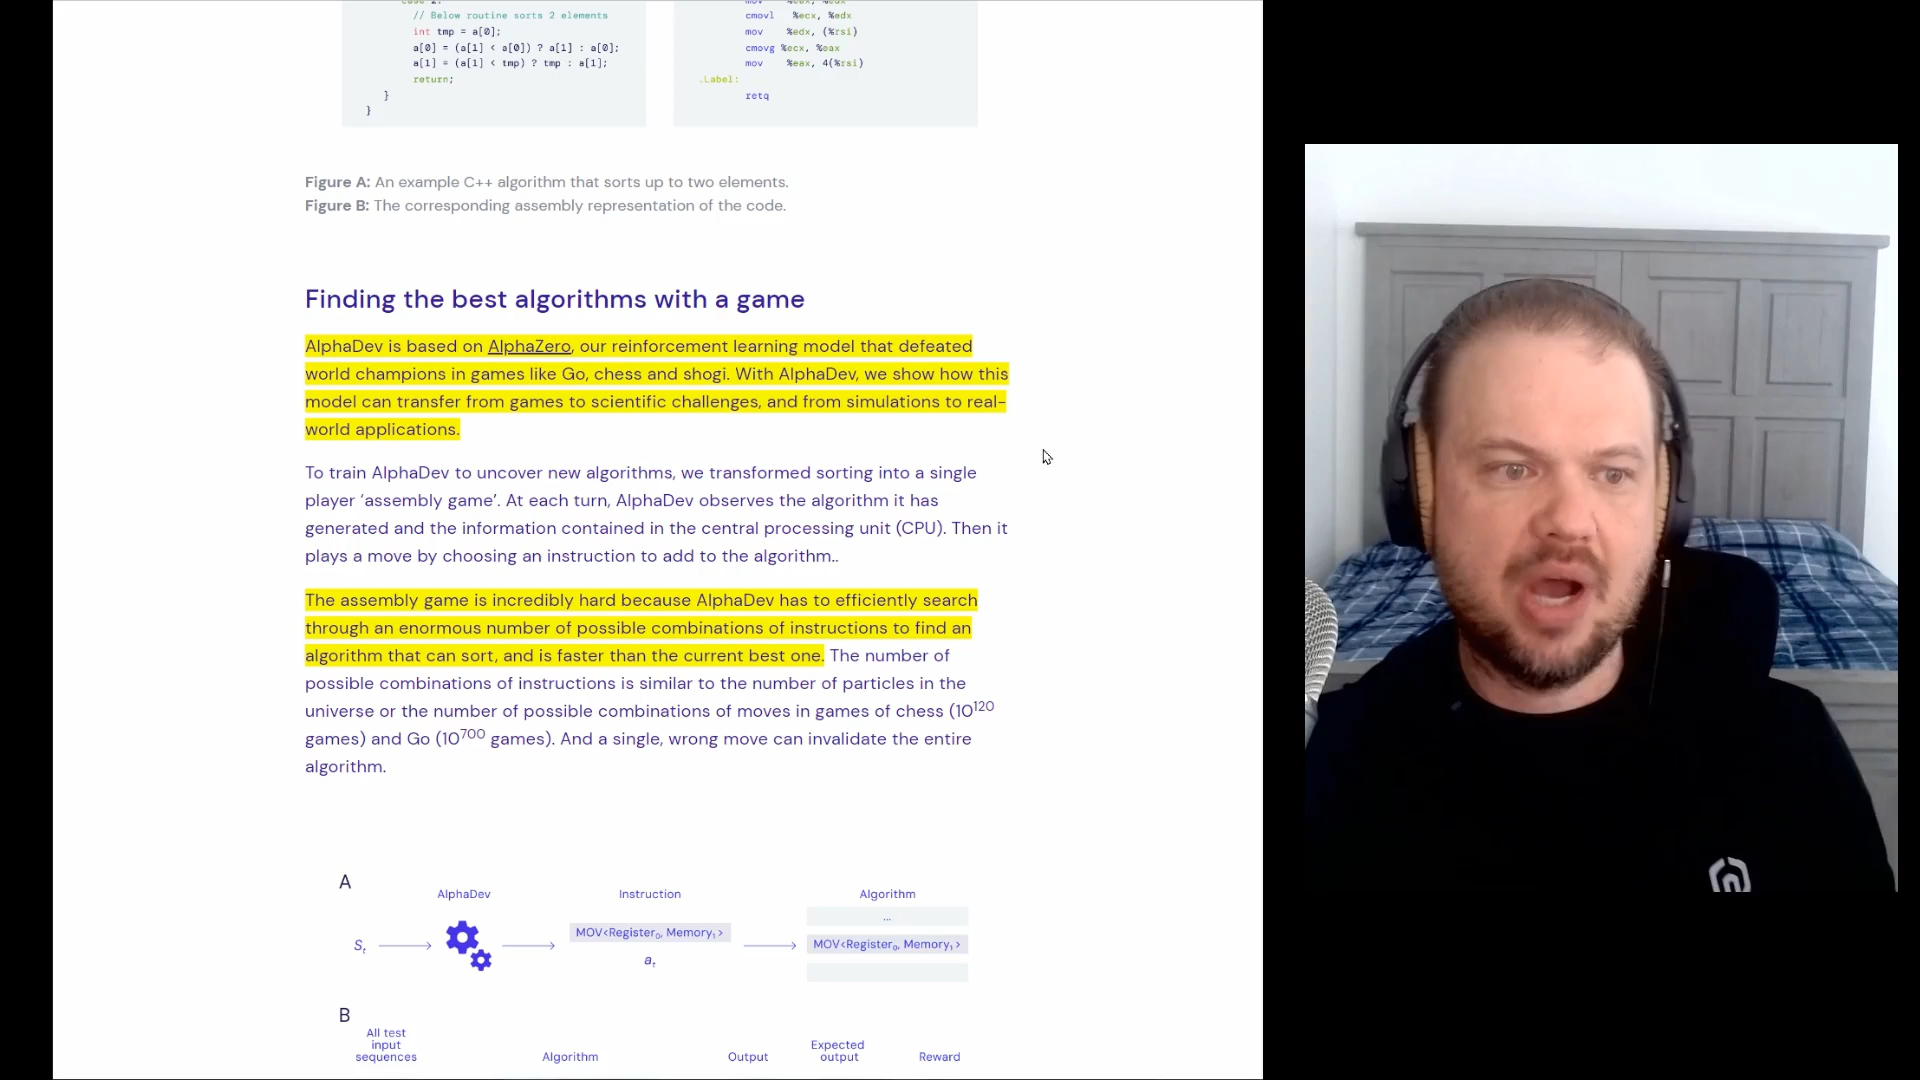 // Below routine sorts 2 elements
int tmp = a[0];
a[0] = (a[1] < a[0]) ? a[1] : a[0];
a[1] = (a[1] < tmp) ? tmp : a[1];
return;
}
}
cmovl %ecx, %edx
mov %edx, (%rsi)
cmovg %ecx, %eax
mov %eax, 4(%rsi)
.Label:
retq
Figure A: An example C++ algorithm that sorts up to two elements.
Figure B: The corresponding assembly representation of the code.
Finding the best algorithms with a game
AlphaDev is based on AlphaZero, our reinforcement learning model that defeated
world champions in games like Go, chess and shogi. With AlphaDev, we show how this
model can transfer from games to scientific challenges, and from simulations to real-
world applications.
To train AlphaDev to uncover new algorithms, we transformed sorting into a single
player ‘assembly game’. At each turn, AlphaDev observes the algorithm it has
generated and the information contained in the central processing unit (CPU). Then it
plays a move by choosing an instruction to add to the algorithm..
The assembly game is incredibly hard because AlphaDev has to efficiently search
through an enormous number of possible combinations of instructions to find an
algorithm that can sort, and is faster than the current best one. The number of
possible combinations of instructions is similar to the number of particles in the
universe or the number of possible combinations of moves in games of chess (10^120
games) and Go (10^700 games). And a single, wrong move can invalidate the entire
algorithm.
A
AlphaDev Instruction Algorithm
...
MOV<Register₀, Memory₁>
MOV<Register₀, Memory₁>
Sₜ
aₜ
B
All test
input
sequences
Algorithm
Output
Expected
output
Reward